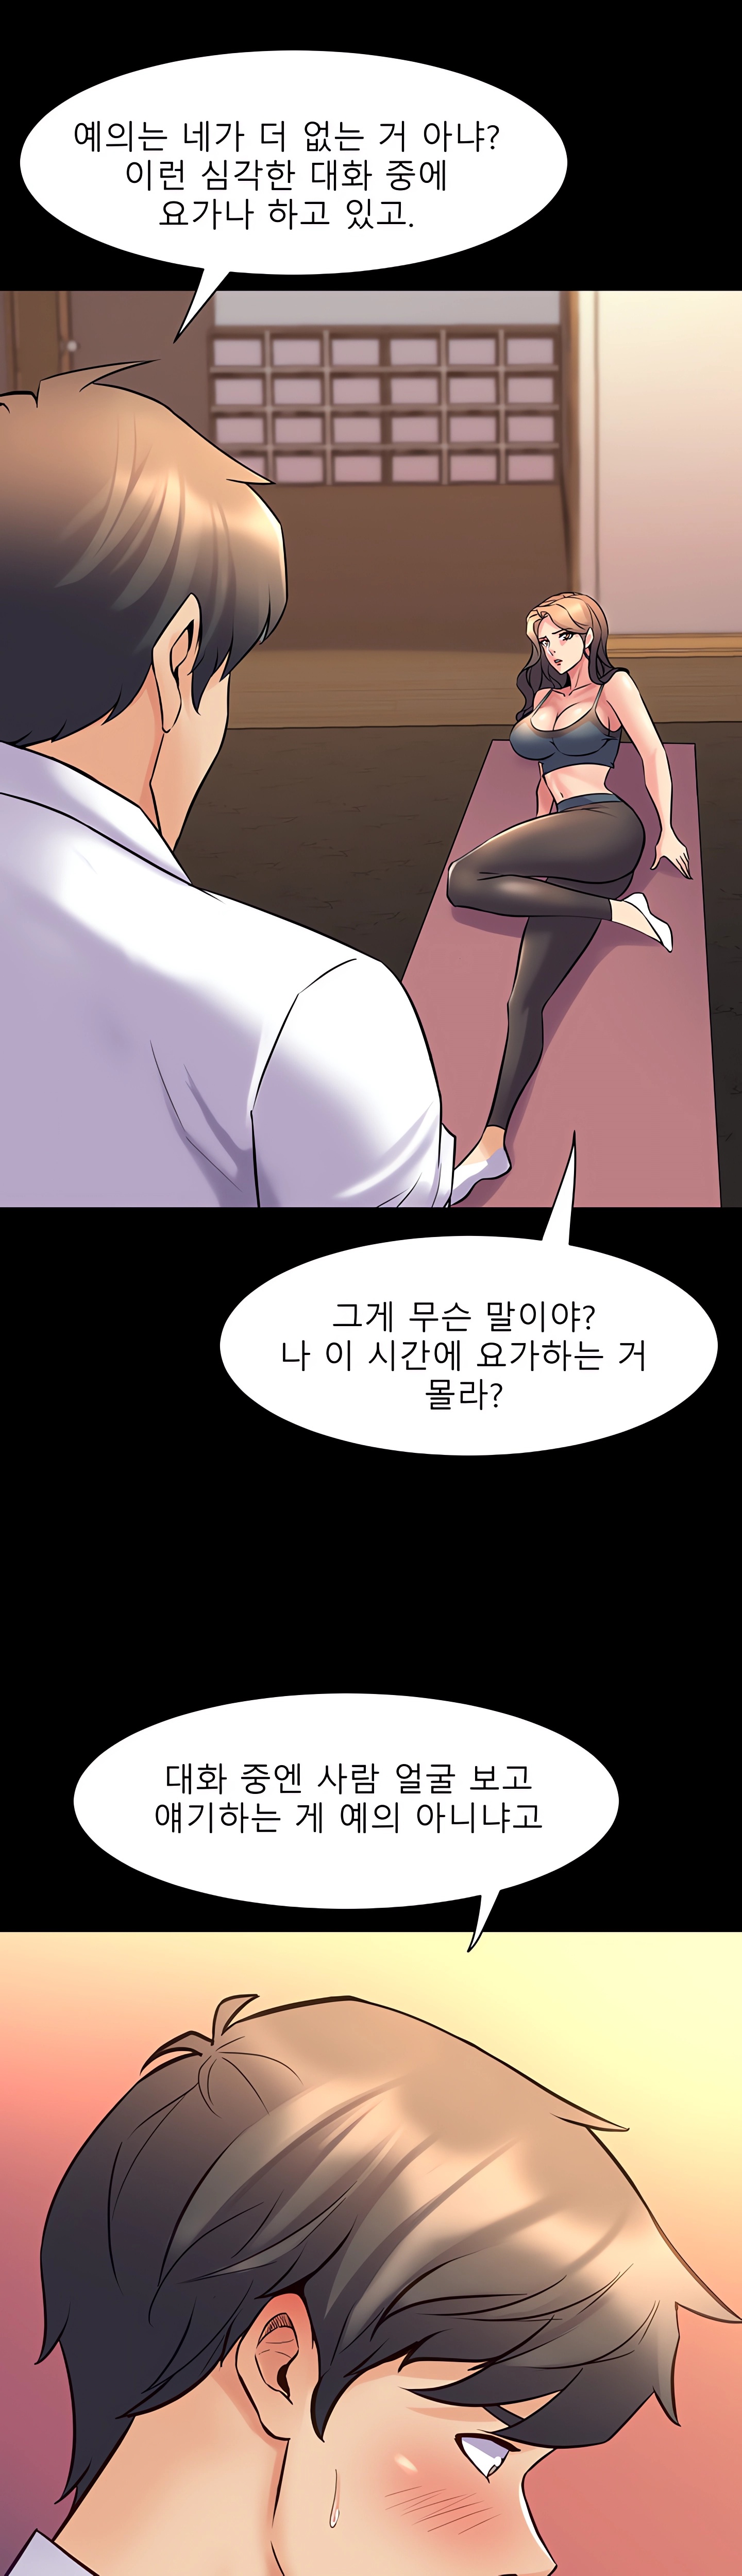 예의는 네가 더 없는 거 아냐?
이런 심각한 대화 중에
요가나 하고 있고.
그게 무슨 말이야?
나 이 시간에 요가하는 거
몰라?
대화 중엔 사람 얼굴 보고
얘기하는 게 예의 아니냐고